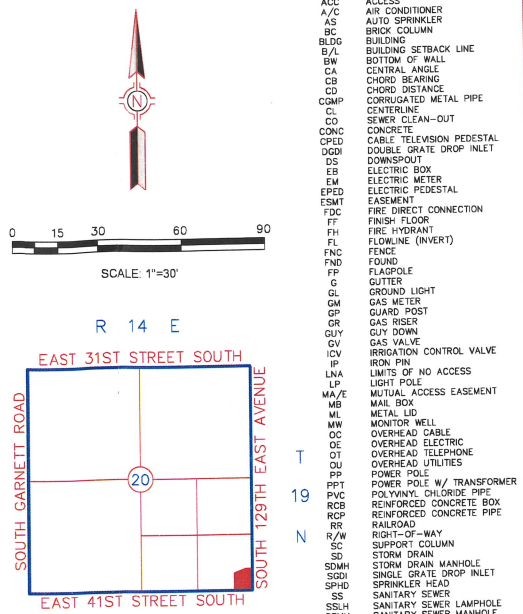 N
0 15 30 60 90
SCALE: 1"=30'
R 14 E
EAST 31ST STREET SOUTH
SOUTH GARNETT ROAD
20
SOUTH 129TH EAST AVENUE
EAST 41ST STREET SOUTH
T
19
N
ACC ACCESS
A/C AIR CONDITIONER
AS AUTO SPRINKLER
BC BRICK COLUMN
BLDG BUILDING
B/L BUILDING SETBACK LINE
BW BOTTOM OF WALL
CA CENTRAL ANGLE
CB CHORD BEARING
CD CHORD DISTANCE
CGMP CORRUGATED METAL PIPE
CL CENTERLINE
CO SEWER CLEAN-OUT
CONC CONCRETE
CPED CABLE TELEVISION PEDESTAL
DGDI DOUBLE GRATE DROP INLET
DS DOWNSPOUT
EB ELECTRIC BOX
EM ELECTRIC METER
EPED ELECTRIC PEDESTAL
ESMT EASEMENT
FDC FIRE DIRECT CONNECTION
FF FINISH FLOOR
FH FIRE HYDRANT
FL FLOWLINE (INVERT)
FNC FENCE
FND FOUND
FP FLAGPOLE
G GUTTER
GL GROUND LIGHT
GM GAS METER
GP GUARD POST
GR GAS RISER
GUY GUY DOWN
GV GAS VALVE
ICV IRRIGATION CONTROL VALVE
IP IRON PIN
LNA LIMITS OF NO ACCESS
LP LIGHT POLE
MA/E MUTUAL ACCESS EASEMENT
MB MAIL BOX
ML METAL LID
MW MONITOR WELL
OC OVERHEAD CABLE
OE OVERHEAD ELECTRIC
OT OVERHEAD TELEPHONE
OU OVERHEAD UTILITIES
PP POWER POLE
PPT POWER POLE W/ TRANSFORMER
PVC POLYVINYL CHLORIDE PIPE
RCB REINFORCED CONCRETE BOX
RCP REINFORCED CONCRETE PIPE
RR RAILROAD
R/W RIGHT-OF-WAY
SC SUPPORT COLUMN
SD STORM DRAIN
SDMH STORM DRAIN MANHOLE
SGDI SINGLE GRATE DROP INLET
SPHD SPRINKLER HEAD
SS SANITARY SEWER
SSLH SANITARY SEWER LAMPHOLE
SANITARY SEWER MANHOLE